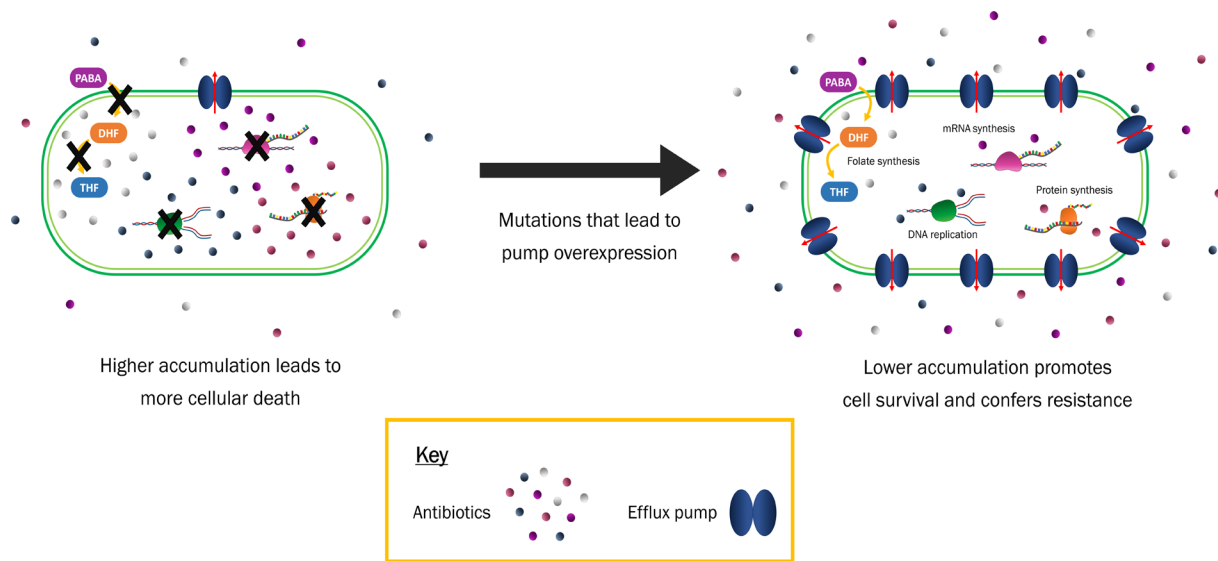 PABA
DHF
THF
Higher accumulation leads to
more cellular death
Mutations that lead to
pump overexpression
PABA
DHF
Folate synthesis
THF
mRNA synthesis
Protein synthesis
DNA replication
Lower accumulation promotes
cell survival and confers resistance
Key
Antibiotics
Efflux pump